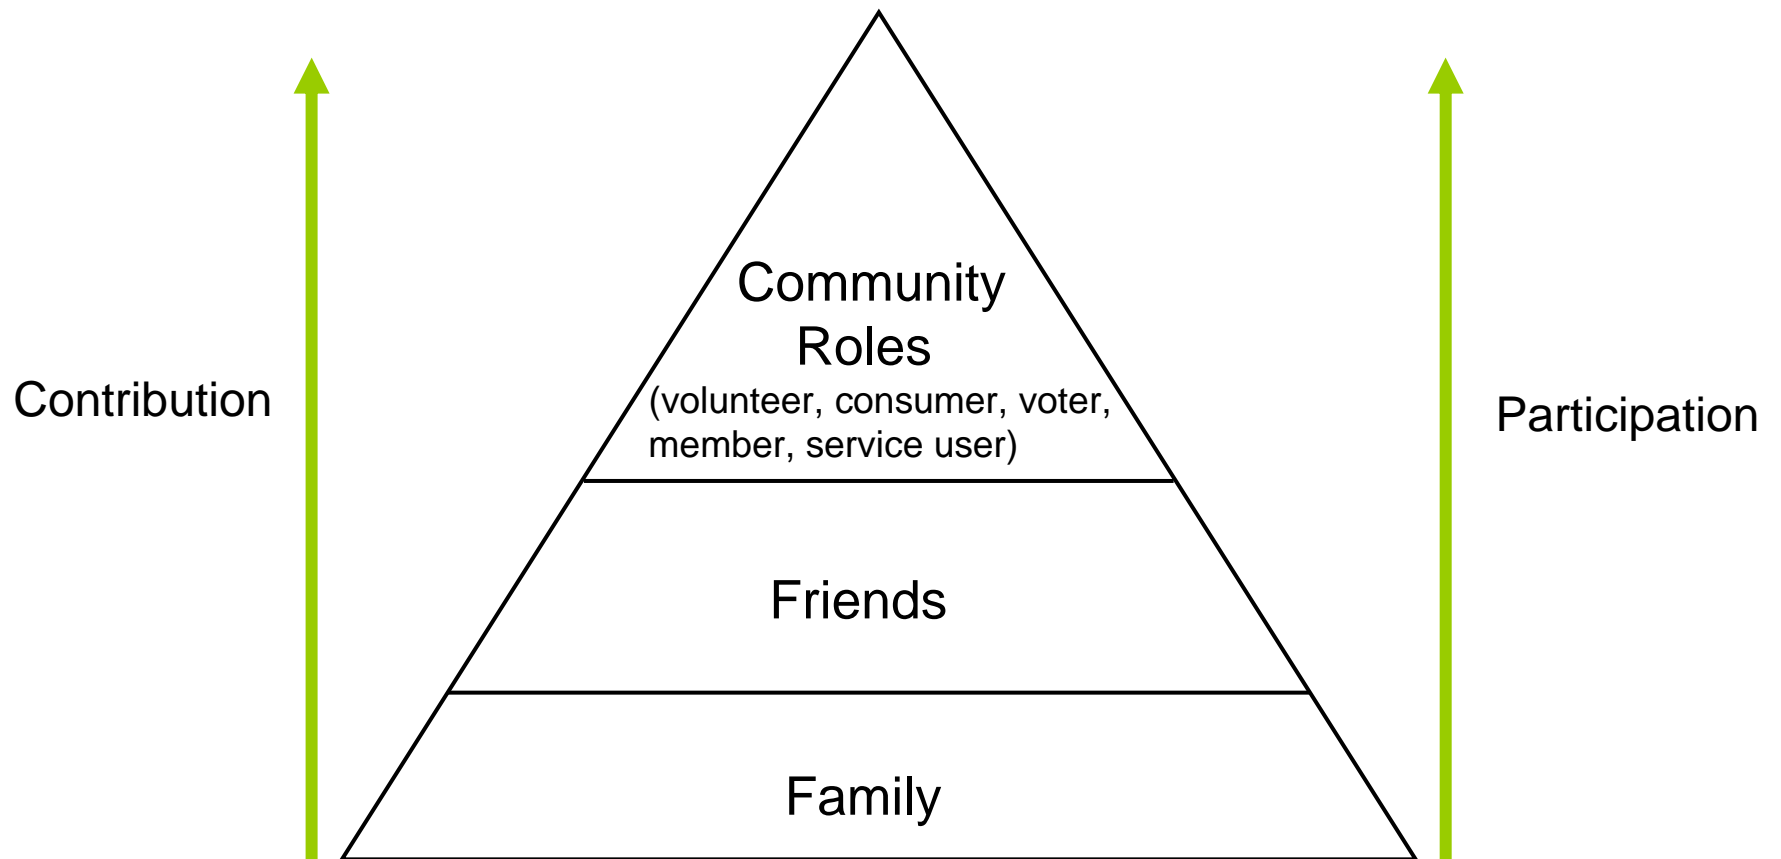 Community
Roles
(volunteer, consumer, voter,
member, service user)
Contribution
Participation
Friends
Family